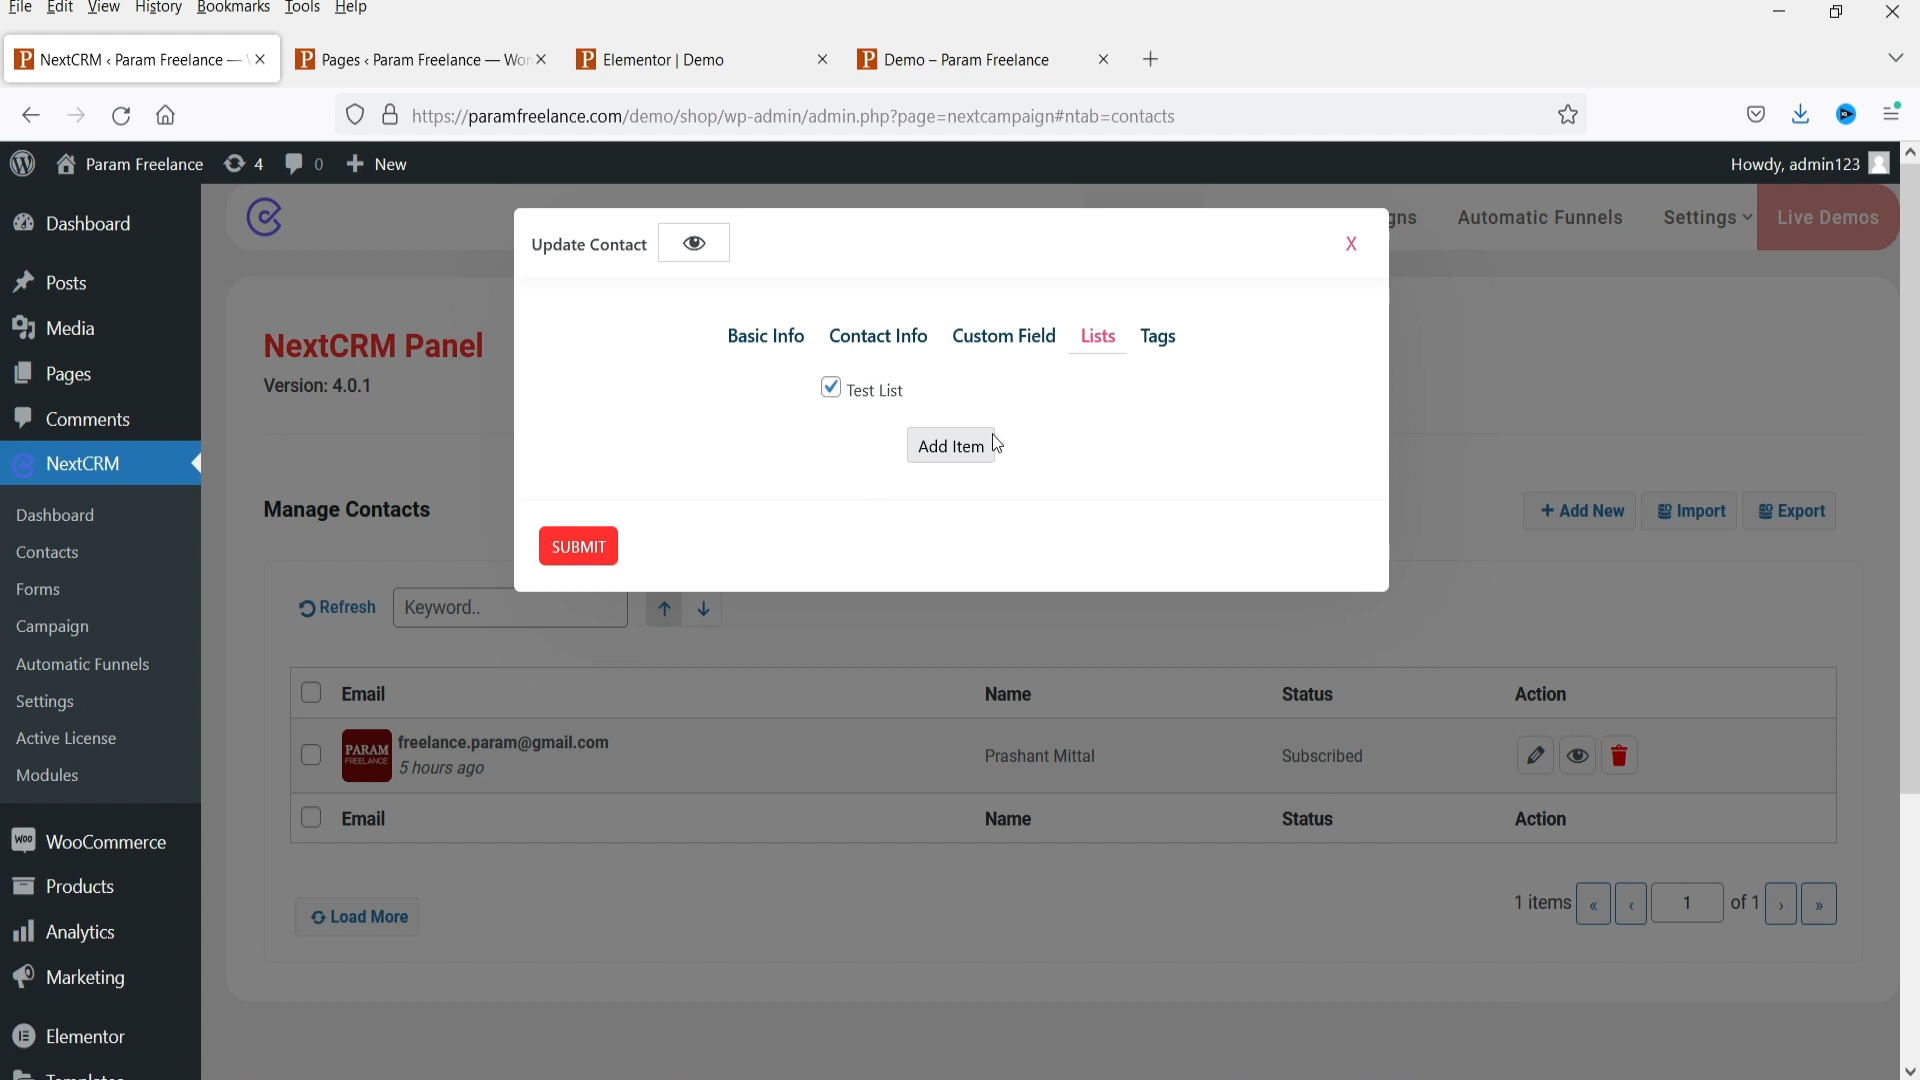 File Edit View History Bookmarks Tools Help
NextCRM ‹ Param Freelance —
Pages ‹ Param Freelance — Wor
Elementor | Demo
Demo – Param Freelance
https://paramfreelance.com/demo/shop/wp-admin/admin.php?page=nextcampaign#ntab=contacts
Param Freelance 4 0 New
Howdy, admin123
Dashboard
Posts
Media
Pages
Comments
NextCRM
Dashboard
Contacts
Forms
Campaign
Automatic Funnels
Settings
Active License
Modules
WooCommerce
Products
Analytics
Marketing
Elementor
gns Automatic Funnels Settings Live Demos
NextCRM Panel
Version: 4.0.1
Update Contact X
Basic Info Contact Info Custom Field Lists Tags
Test List
Add Item
SUBMIT
Manage Contacts
+ Add New Import Export
Refresh Keyword..
Email Name Status Action
PARAM
FREELANCE
freelance.param@gmail.com Prashant Mittal Subscribed
5 hours ago
Email Name Status Action
Load More
1 items « ‹ 1 of 1 › »